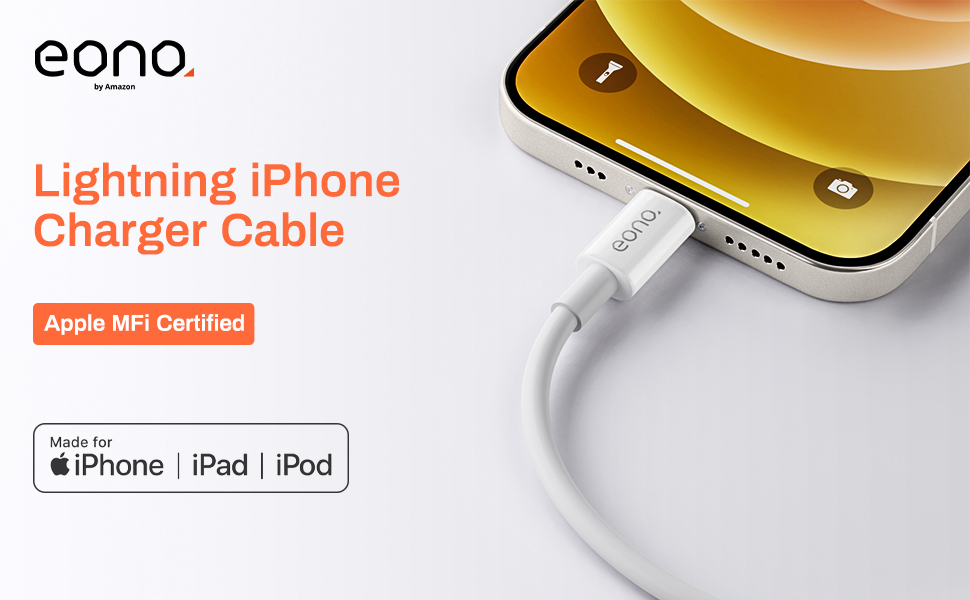 eono
by Amazon
Lightning iPhone
Charger Cable
Apple MFi Certified
Made for
iPhone | iPad | iPod
eono